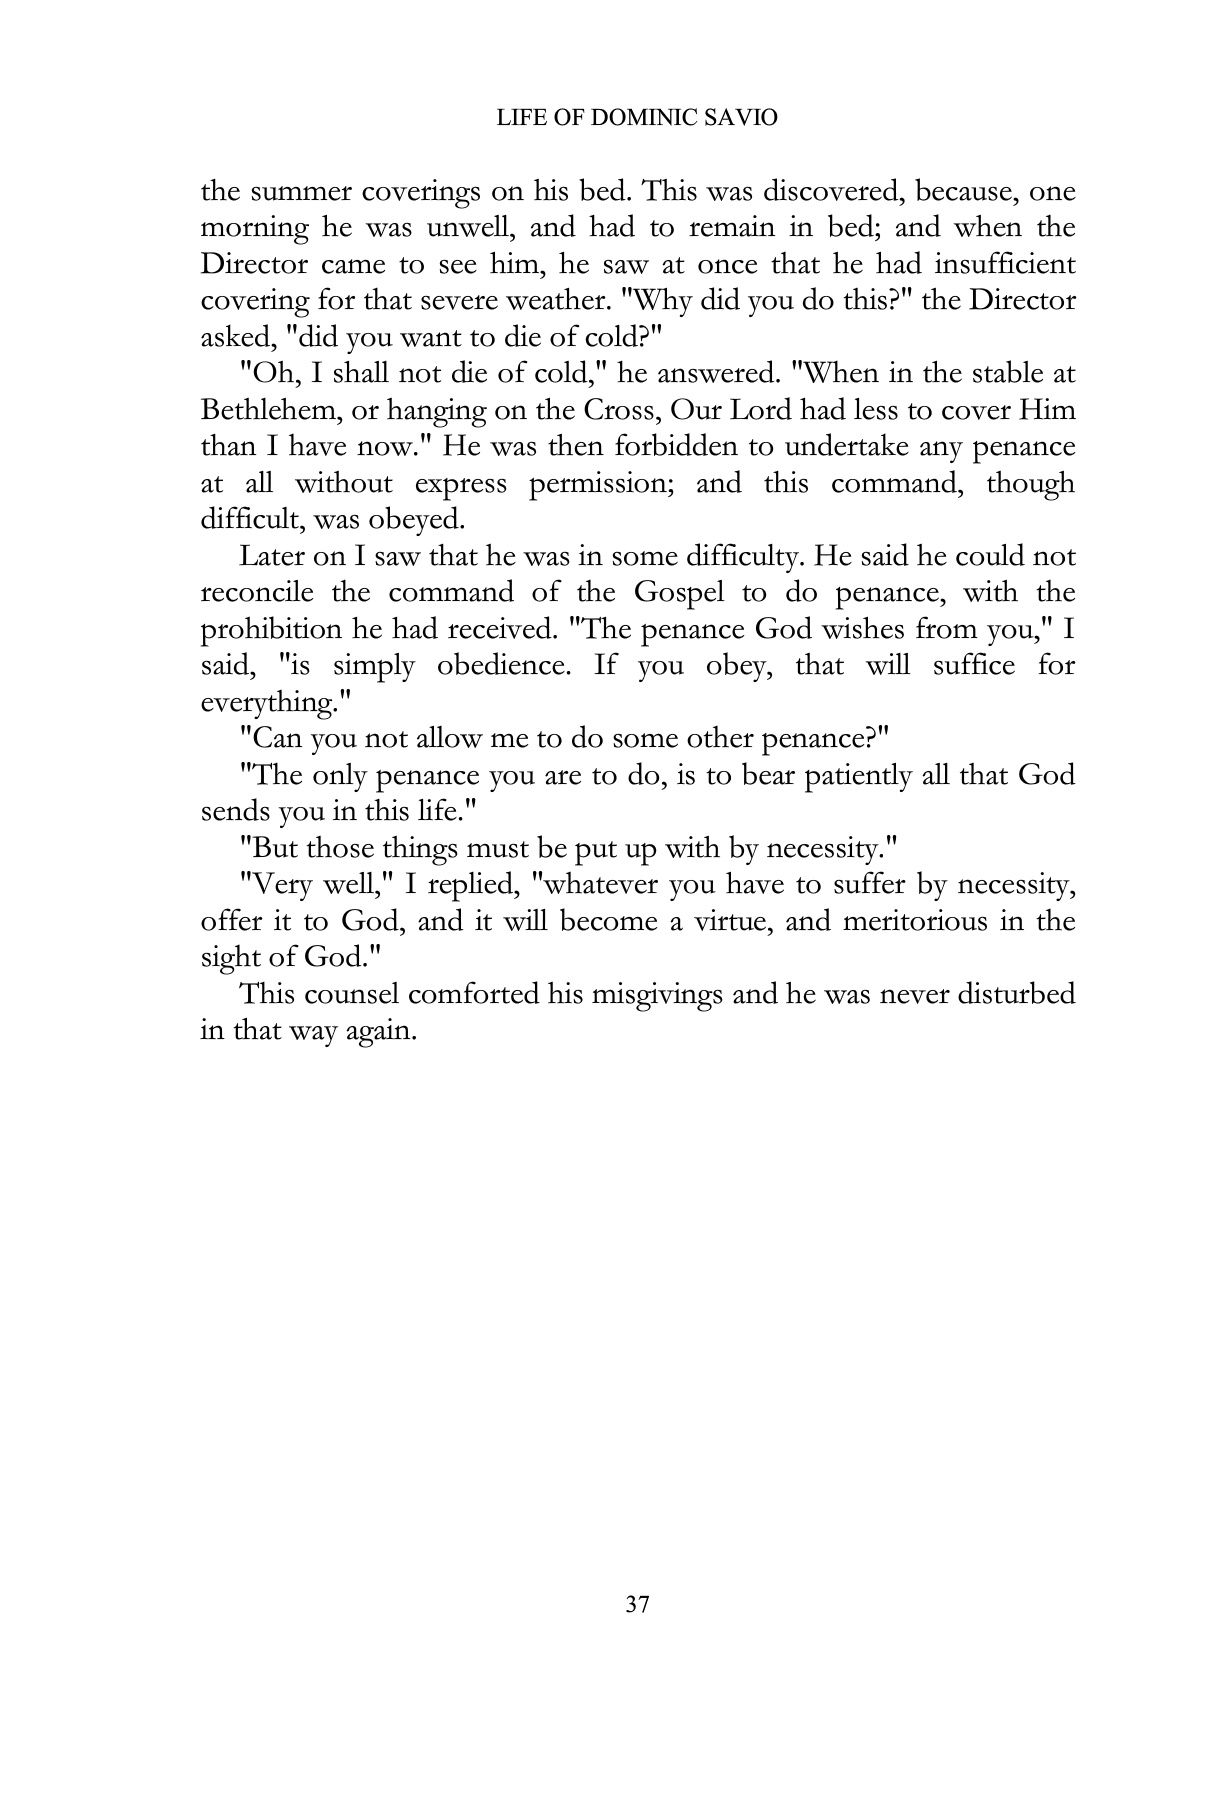 LIFE OF DOMINIC SAVIO
the summer coverings on his bed. This was discovered, because, one
morning he was unwell, and had to remain in bed; and when the
Director came to see him, he saw at once that he had insufficient
covering for that severe weather. "Why did you do this?" the Director
asked, "did you want to die of cold?"
"Oh, I shall not die of cold," he answered. "When in the stable at
Bethlehem, or hanging on the Cross, Our Lord had less to cover Him
than I have now." He was then forbidden to undertake any penance
at all without express permission; and this command, though
difficult, was obeyed.
Later on I saw that he was in some difficulty. He said he could not
reconcile the command of the Gospel to do penance, with the
prohibition he had received. "The penance God wishes from you," I
said, "is simply obedience. If you obey, that will suffice for
everything."
"Can you not allow me to do some other penance?"
"The only penance you are to do, is to bear patiently all that God
sends you in this life."
"But those things must be put up with by necessity."
"Very well," I replied, "whatever you have to suffer by necessity,
offer it to God, and it will become a virtue, and meritorious in the
sight of God."
This counsel comforted his misgivings and he was never disturbed
in that way again.
37